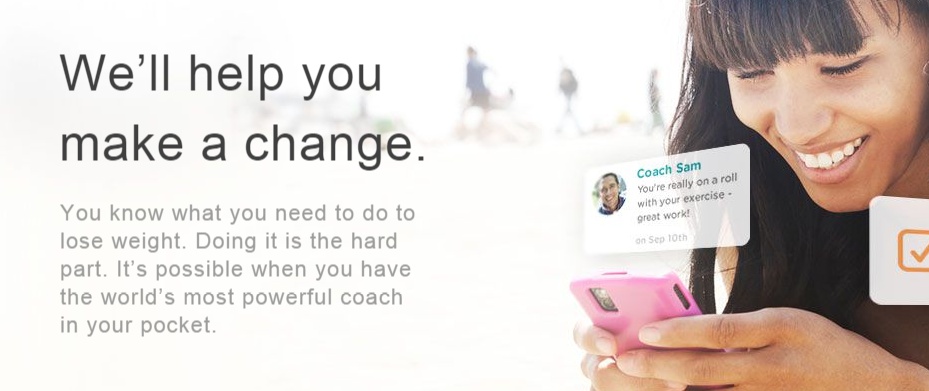 We’ll help you
make a change.
You know what you need to do to
lose weight. Doing it is the hard
part. It’s possible when you have
the world’s most powerful coach
in your pocket.
Coach Sam
You're really on a roll
with your exercise -
great work!
on Sep 10th